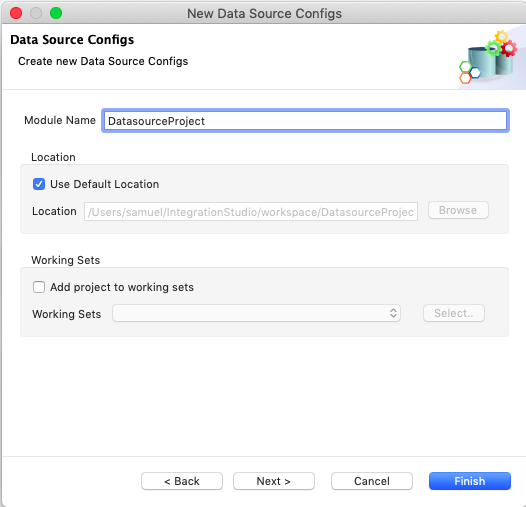 New Data Source Configs
Data Source Configs
Create new Data Source Configs
Module Name DatasourceProject
Location
Use Default Location
Location /Users/samuel/IntegrationStudio/workspace/DatasourceProjec Browse
Working Sets
Add project to working sets
Working Sets Select..
< Back Next > Cancel Finish